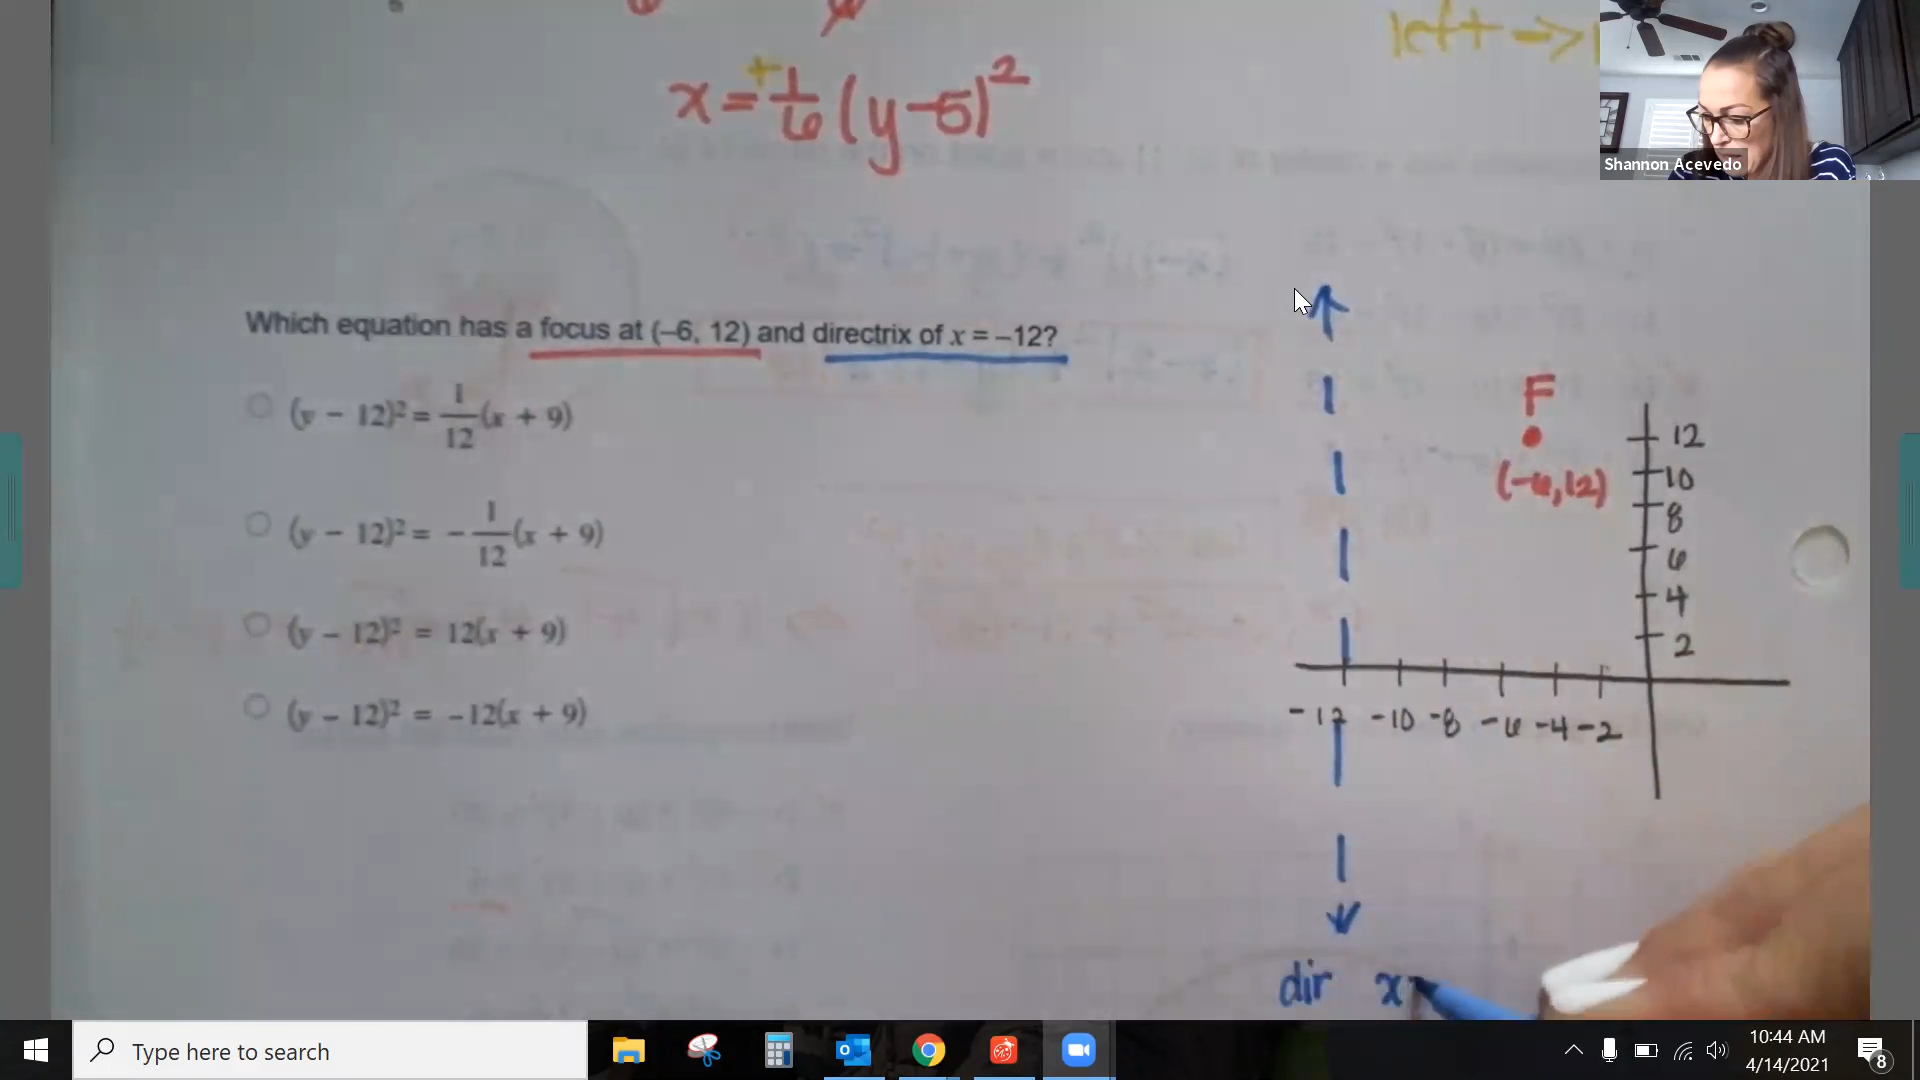 left ->
x = + 1/6 (y - 5)²
Shannon Acevedo
Which equation has a focus at (–6, 12) and directrix of x = –12?
(y – 12)² = 1/12 (x + 9)
(y – 12)² = – 1/12 (x + 9)
(y – 12)² = 12(x + 9)
(y – 12)² = –12(x + 9)
F
(-6,12)
12
10
8
6
4
2
-12 -10 -8 -6 -4 -2
dir x
Type here to search
10:44 AM
4/14/2021
8